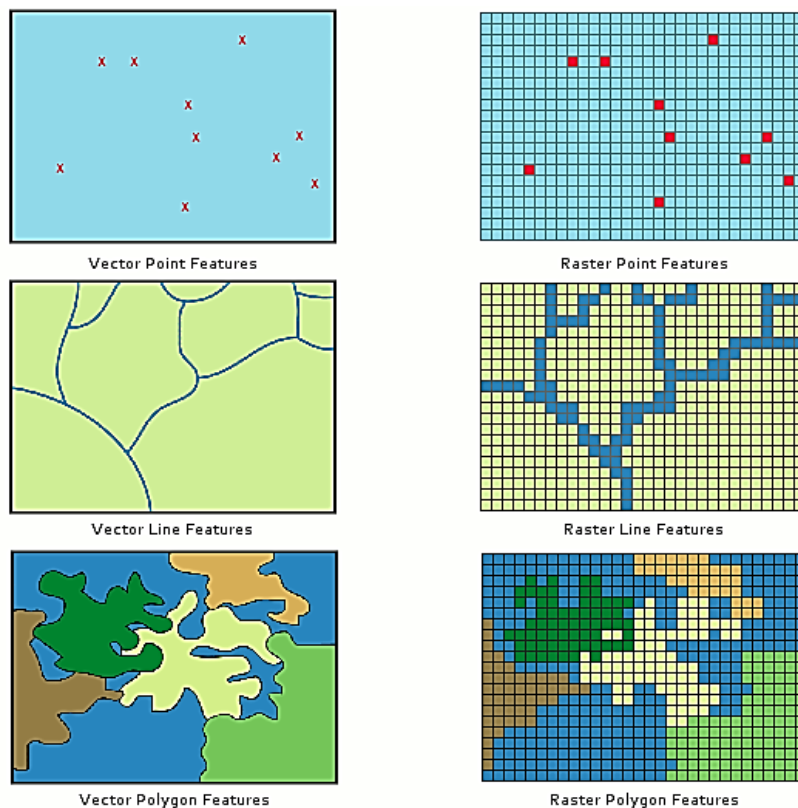 Vector Point Features
Raster Point Features
Vector Line Features
Raster Line Features
Vector Polygon Features
Raster Polygon Features